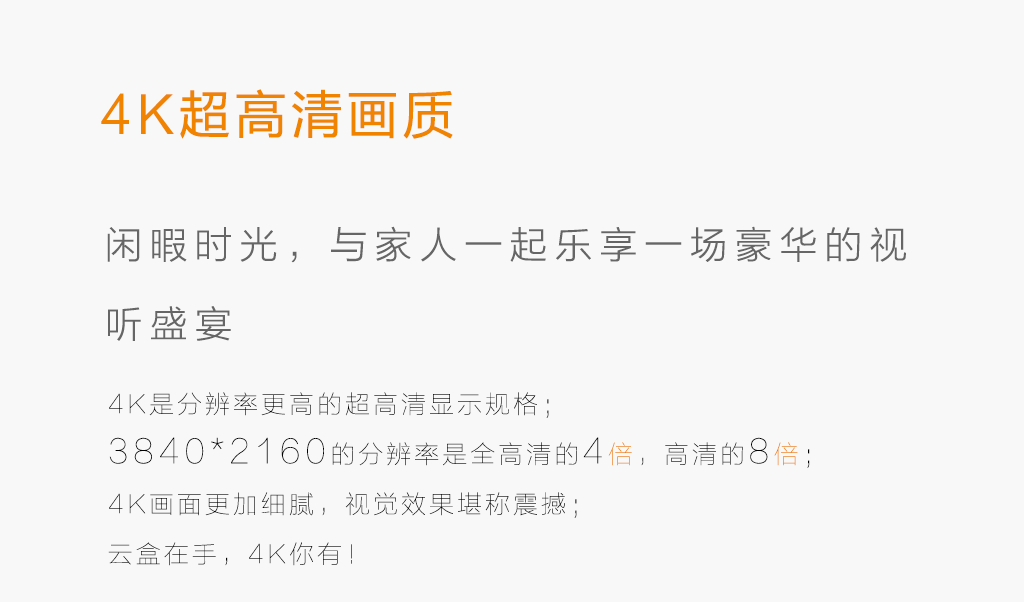 4K超高清画质
闲暇时光，与家人一起乐享一场豪华的视
听盛宴
4K是分辨率更高的超高清显示规格；
3840*2160的分辨率是全高清的4倍，高清的8倍；
4K画面更加细腻，视觉效果堪称震撼；
云盒在手，4K你有！